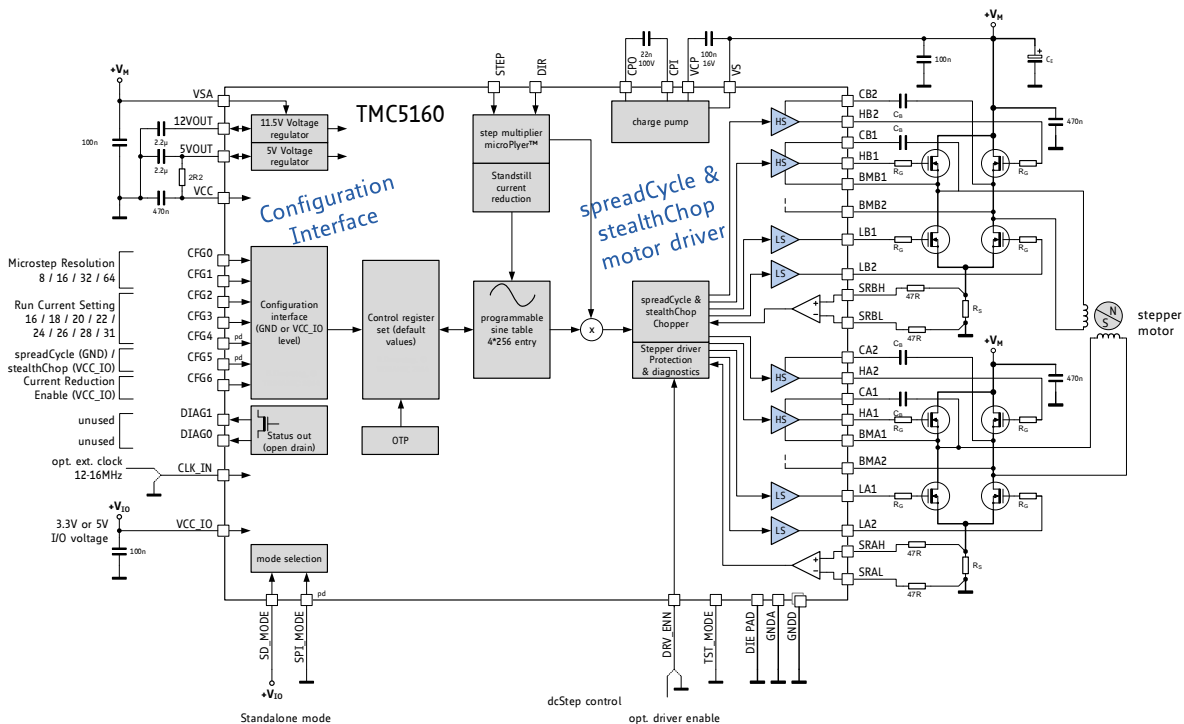 +VM
VSA
12VOUT
2.2µ
5VOUT
2.2µ
2R2
VCC
470n
100n
TMC5160
11.5V Voltage
regulator
5V Voltage
regulator
STEP
DIR
step multiplier
microPlyer™
Standstill
current
reduction
CPO
22n
100V
CPI
VCP
100n
16V
VS
charge pump
+VM
100n
CE
470n
Configuration
Interface
spreadCycle &
stealthChop
motor driver
Microstep Resolution
8 / 16 / 32 / 64
Run Current Setting
16 / 18 / 20 / 22 /
24 / 26 / 28 / 31
spreadCycle (GND) /
stealthChop (VCC_IO)
Current Reduction
Enable (VCC_IO)
unused
unused
CFG0
CFG1
CFG2
CFG3
CFG4
pd
CFG5
pd
CFG6
DIAG1
DIAG0
Configuration
interface
(GND or VCC_IO
level)
Status out
(open drain)
Control register
set (default
values)
OTP
programmable
sine table
4*256 entry
x
spreadCycle &
stealthChop
Chopper
Stepper driver
Protection
& diagnostics
HS
HS
LS
LS
HS
HS
LS
LS
CB2
HB2
CB
CB1
HB1
RG
RG
BMB1
BMB2
LB1
RG
RG
LB2
SRBH
47R
+
−
RS
SRBL
47R
N
S
stepper
motor
+VM
470n
CA2
CB
HA2
CA1
CB
HA1
RG
RG
BMA1
BMA2
LA1
RG
RG
LA2
SRAH
47R
+
−
RS
SRAL
47R
opt. ext. clock
12-16MHz
CLK_IN
+VIO
3.3V or 5V
I/O voltage
VCC_IO
100n
mode selection
pd
SD_MODE
SPI_MODE
+VIO
Standalone mode
DRV_ENN
TST_MODE
DIE PAD
GNDA
GNDD
dcStep control
opt. driver enable